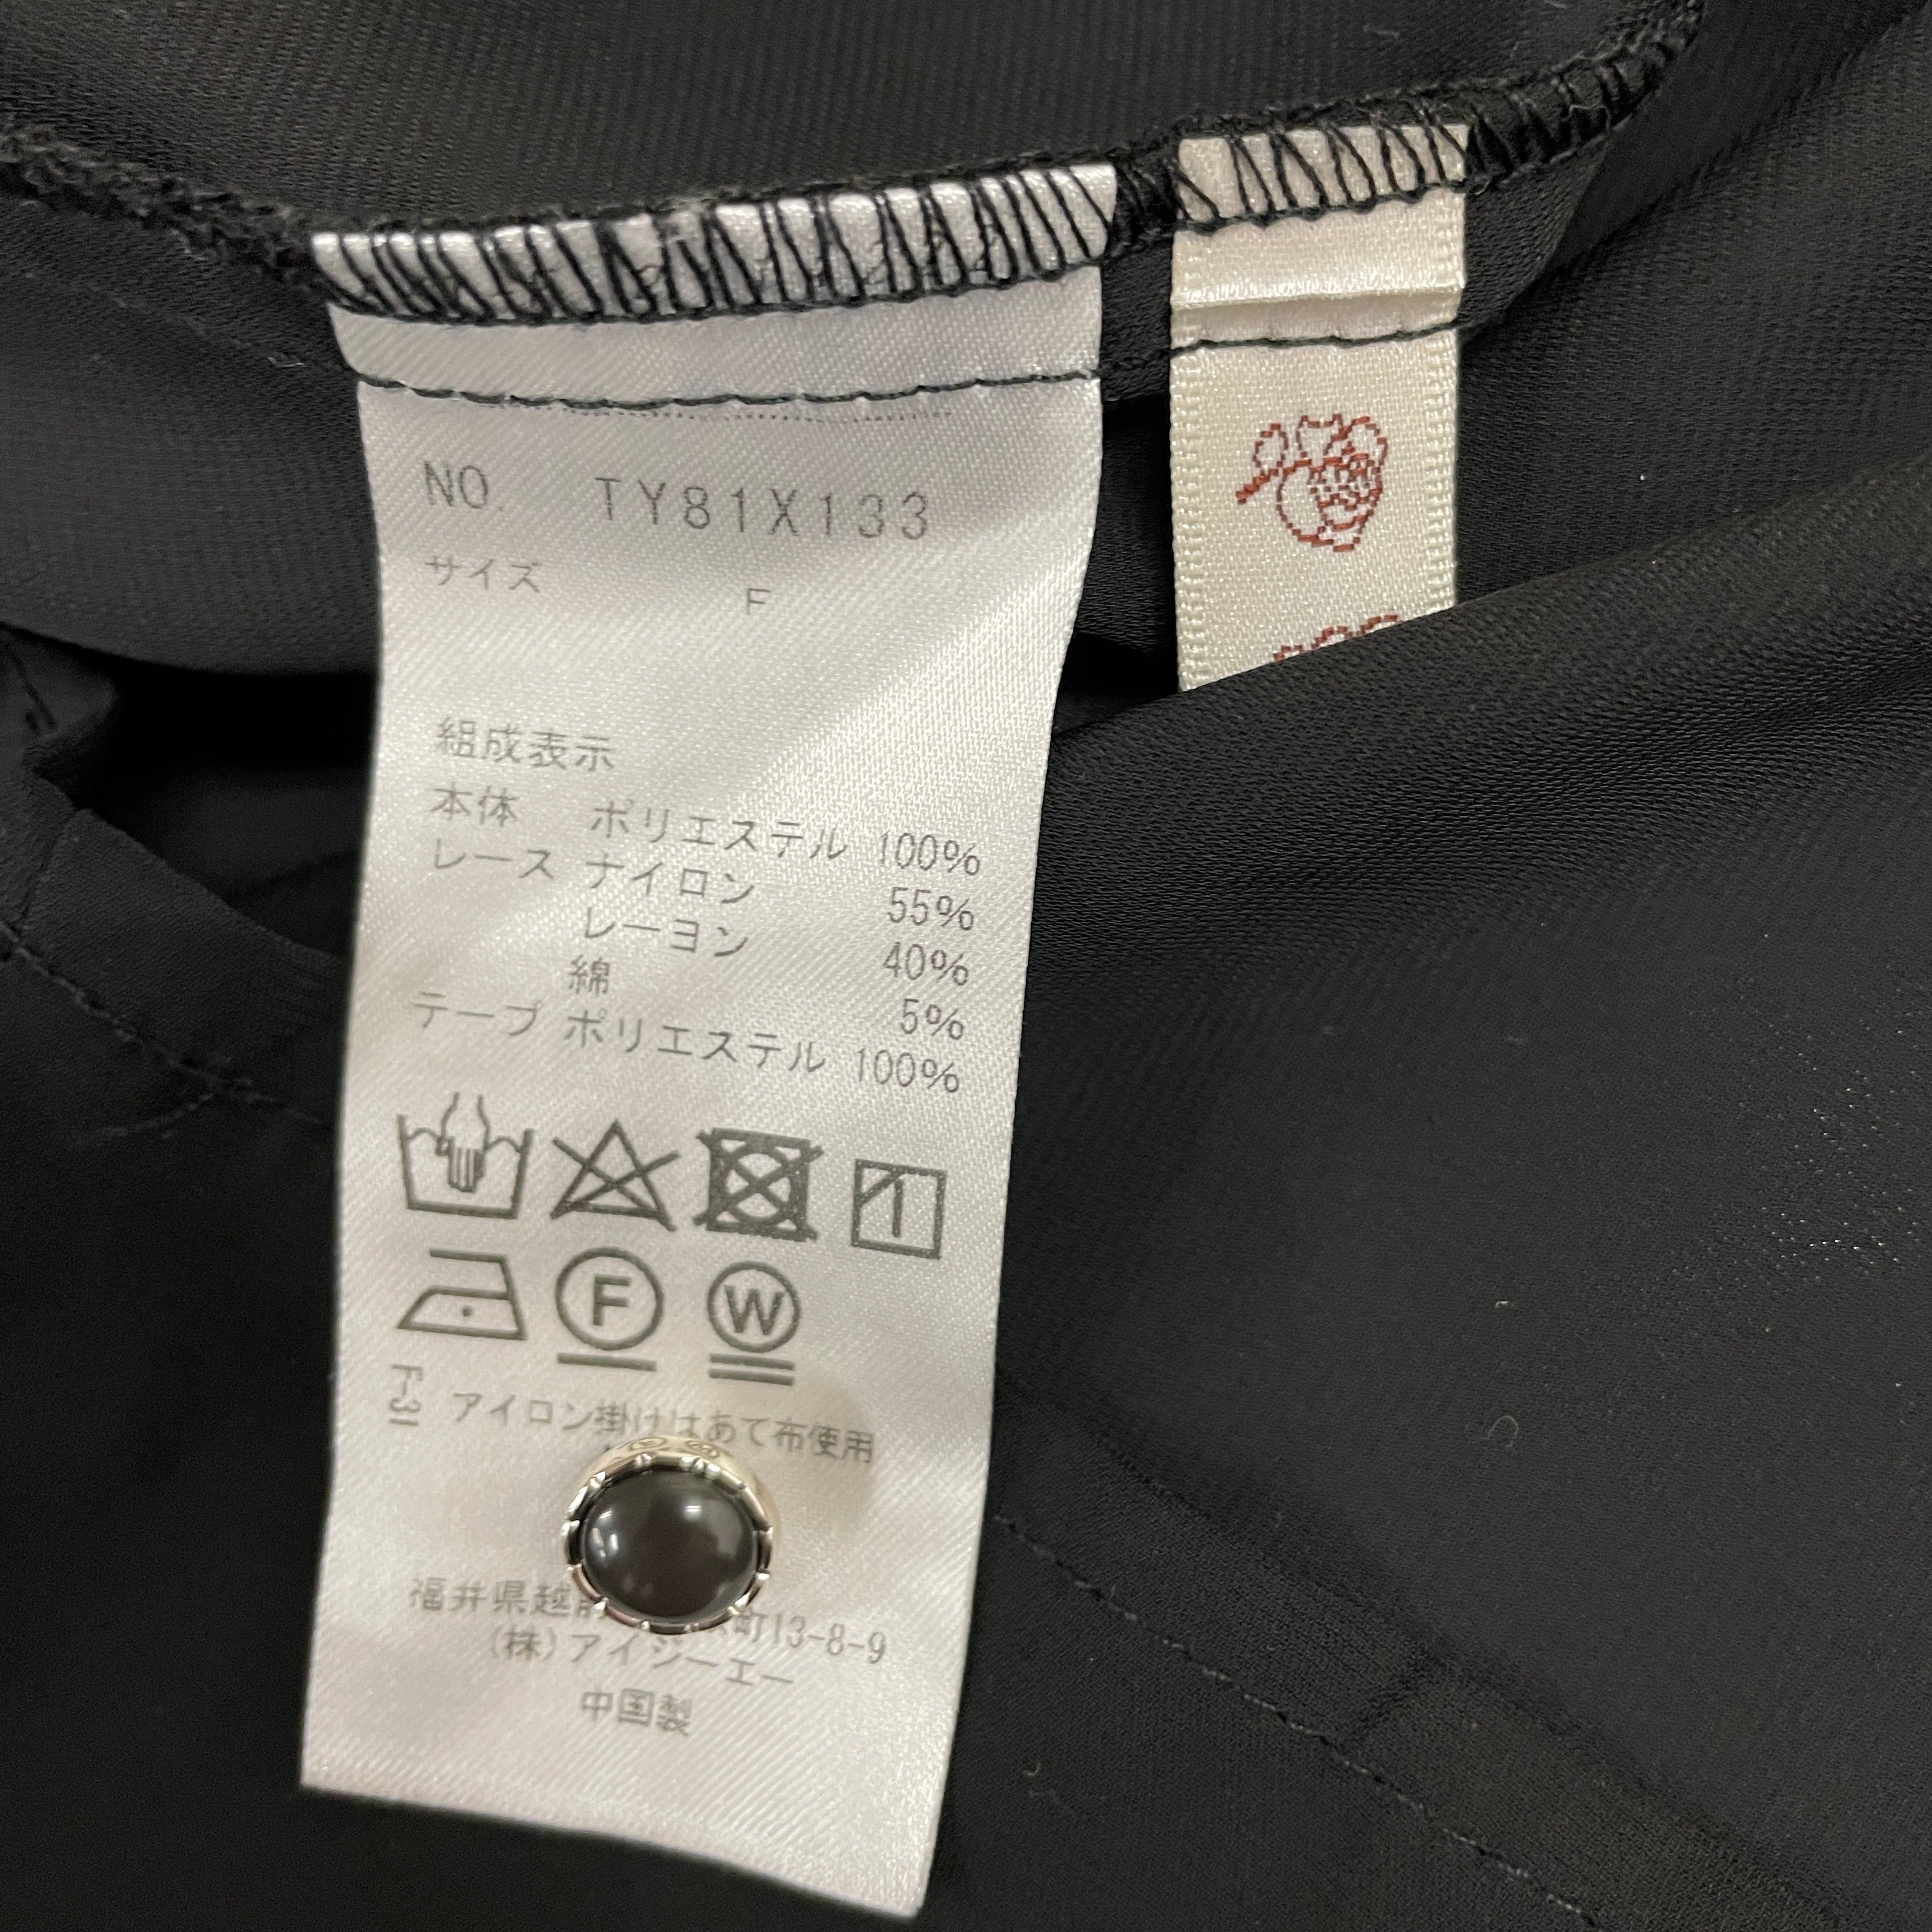 NO. TY81X133
サイズ F
組成表示
本体 ポリエステル 100%
レース ナイロン 55%
レーヨン 40%
綿 5%
テープ ポリエステル 100%
F
W
T-31 アイロン掛けはあて布使用
福井県越前 町13-8-9
(株)アイジーエー
中国製